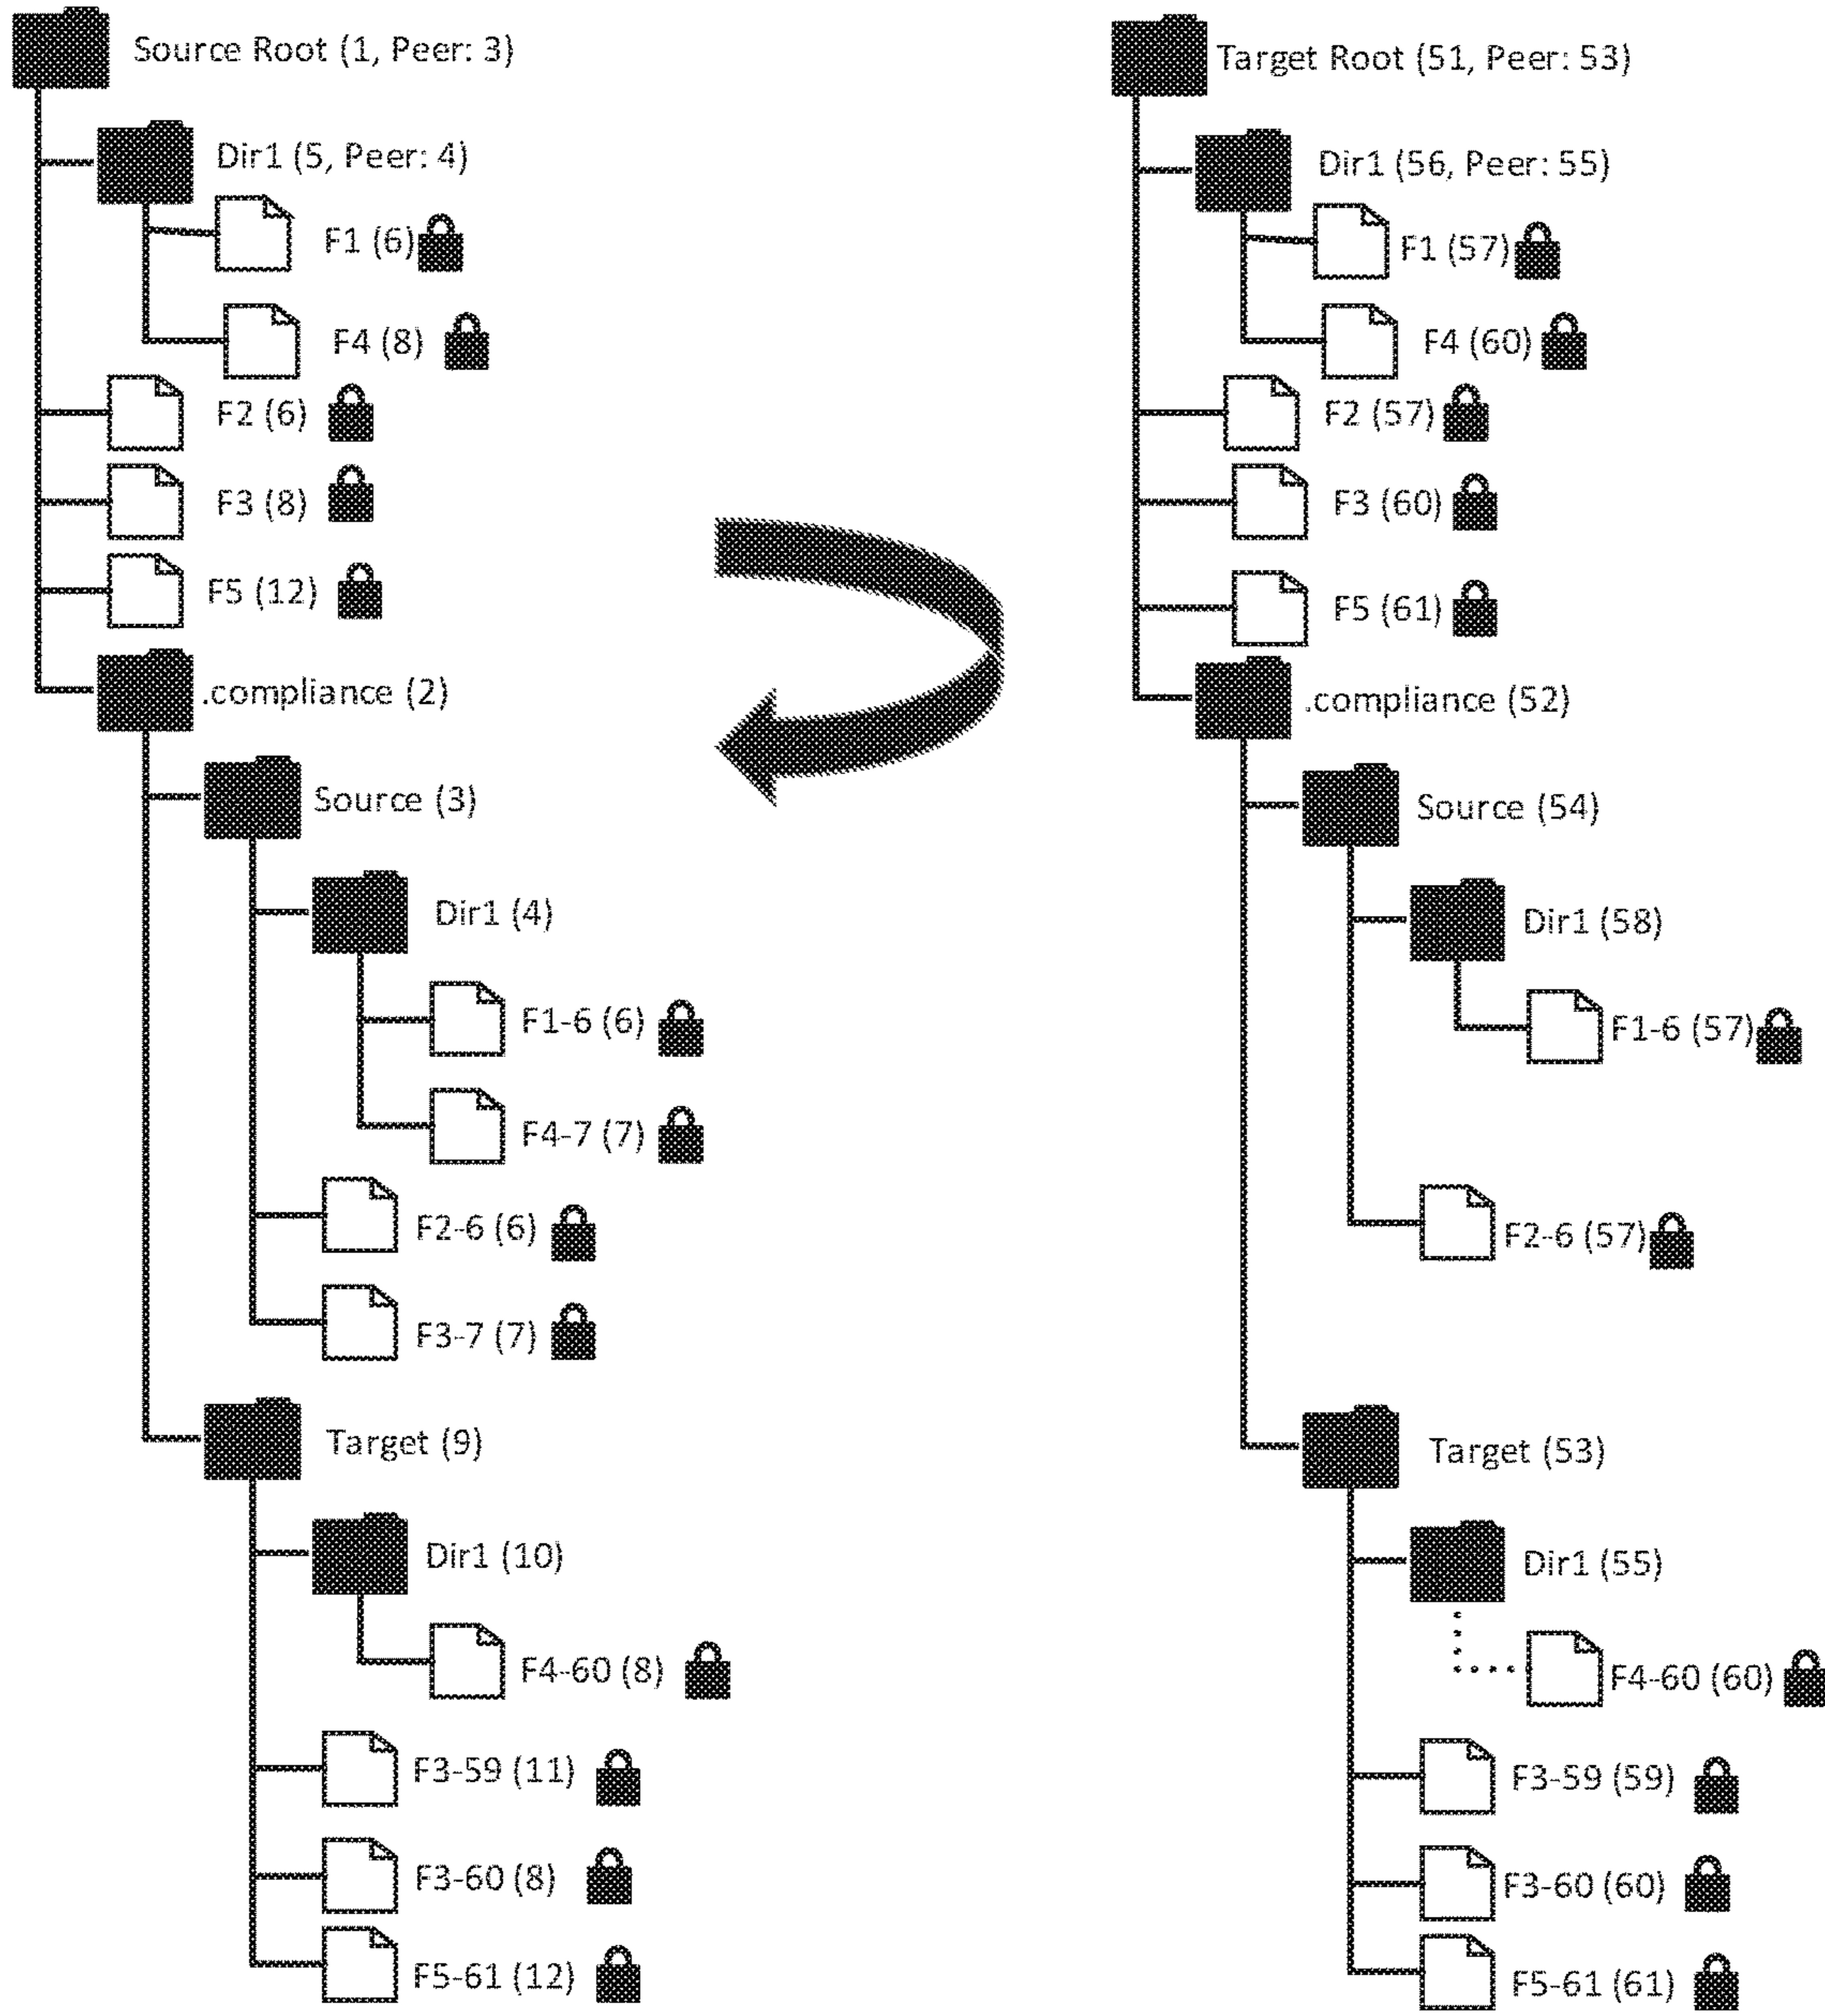 Source Root (1, Peer: 3)
Dir1 (5, Peer: 4)
F1 (6)
F4 (8)
F2 (6)
F3 (8)
F5 (12)
.compliance (2)
Source (3)
Dir1 (4)
F1-6 (6)
F4-7 (7)
F2-6 (6)
F3-7 (7)
Target (9)
Dir1 (10)
F4-60 (8)
F3-59 (11)
F3-60 (8)
F5-61 (12)
Target Root (51, Peer: 53)
Dir1 (56, Peer: 55)
F1 (57)
F4 (60)
F2 (57)
F3 (60)
F5 (61)
.compliance (52)
Source (54)
Dir1 (58)
F1-6 (57)
F2-6 (57)
Target (53)
Dir1 (55)
F4-60 (60)
F3-59 (59)
F3-60 (60)
F5-61 (61)